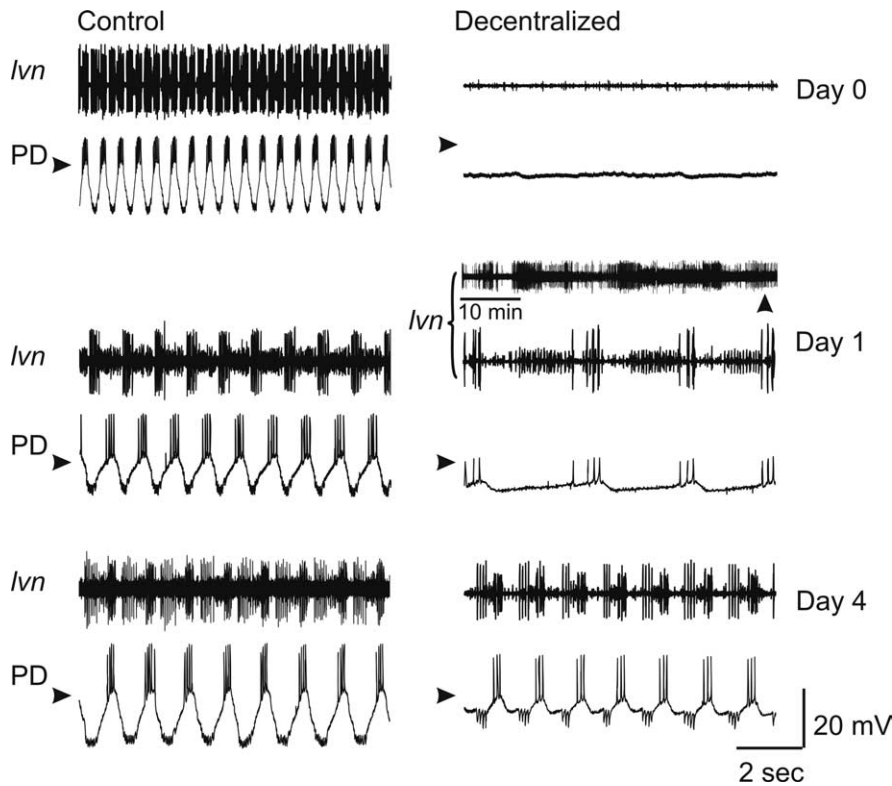 Control
Decentralized
lvn
Day 0
PD
10 min
lvn
lvn
Day 1
PD
lvn
Day 4
PD
20 mV
2 sec